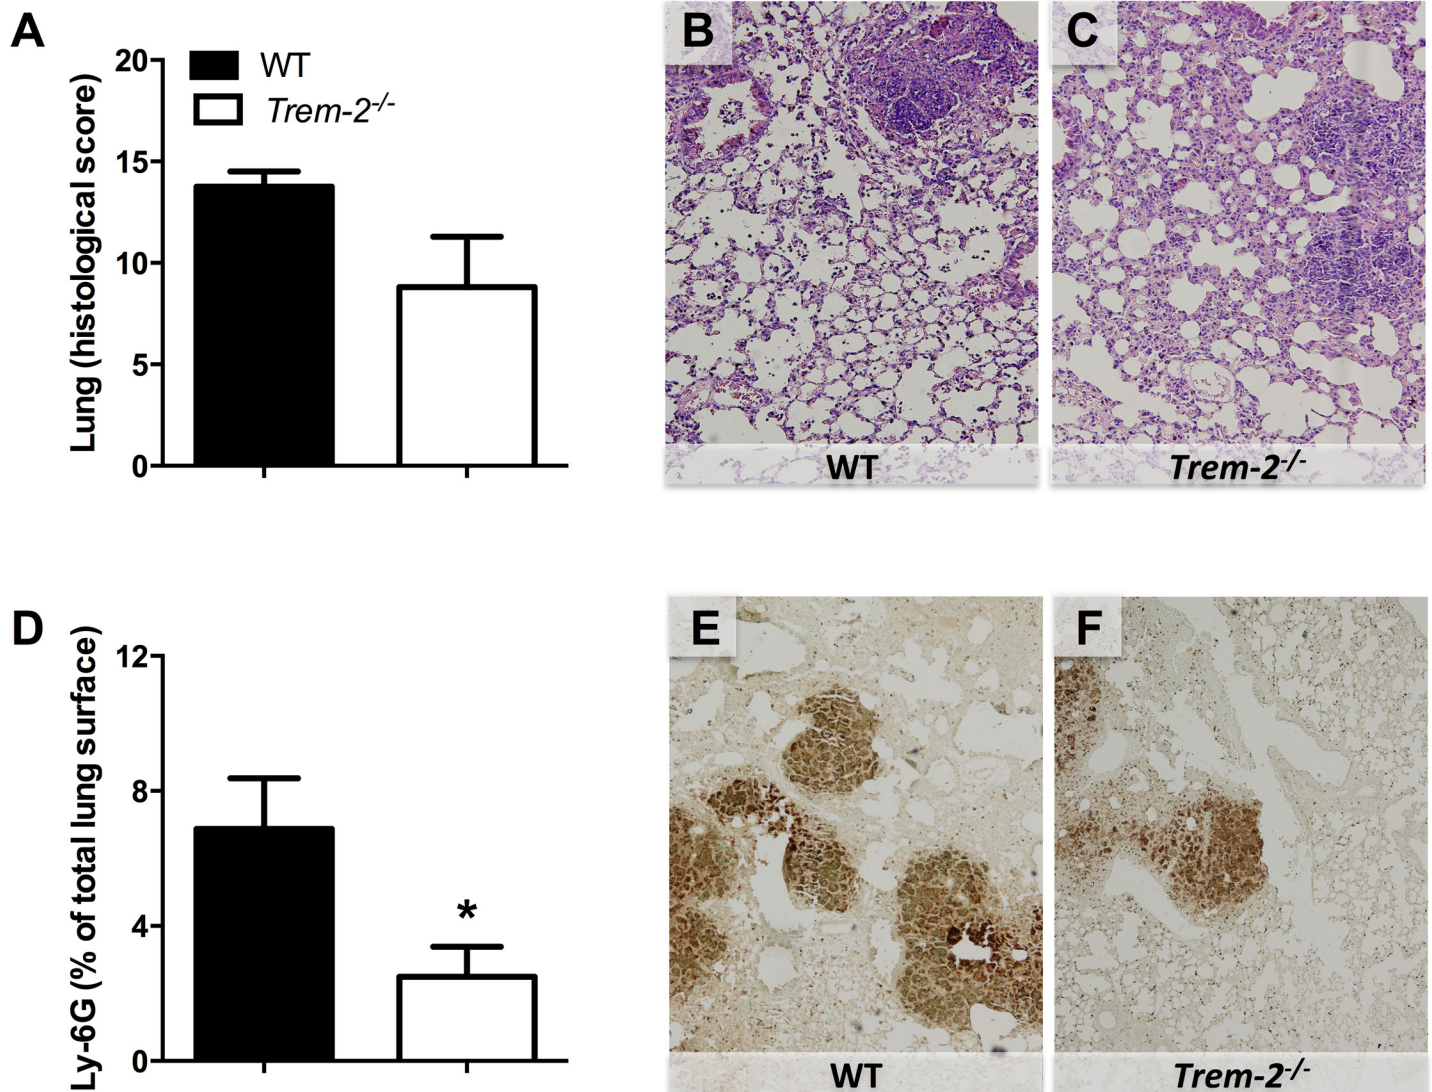 A
Lung (histological score)
20
15
10
5
0
WT
Trem-2-/-
B
WT
C
Trem-2-/-
D
Ly-6G (% of total lung surface)
12
8
4
0
*
E
WT
F
Trem-2-/-